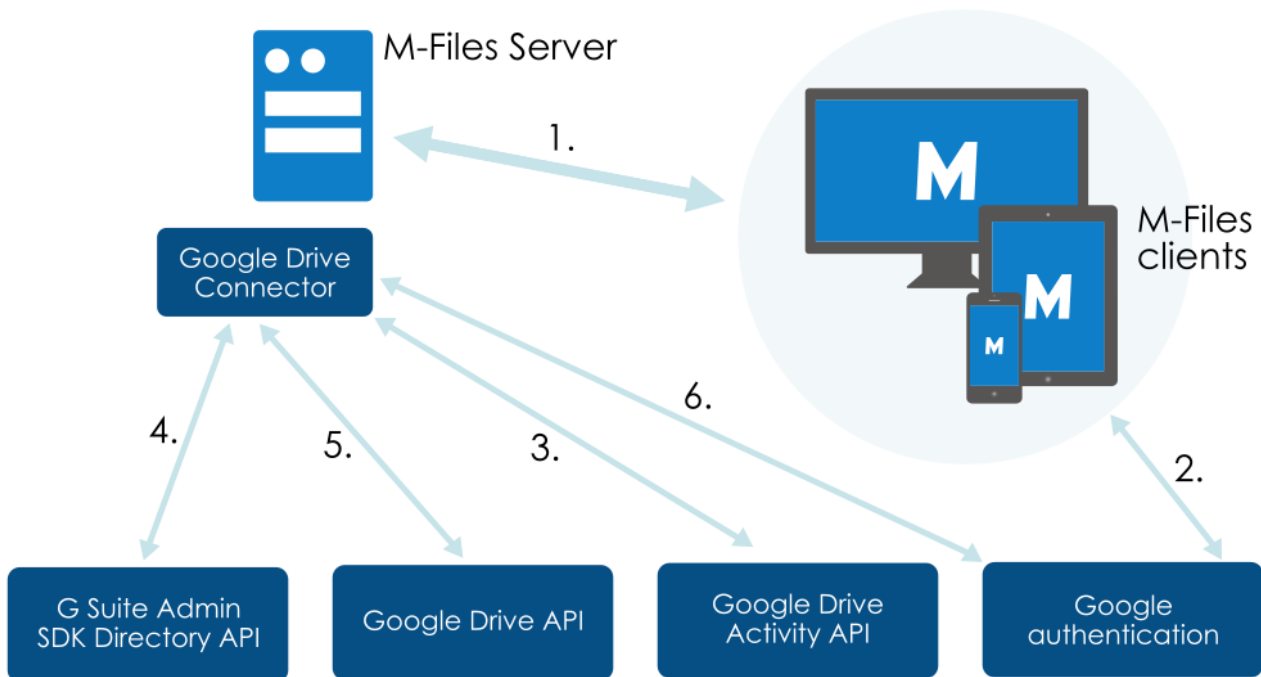 M-Files Server
1.
M
M
M
M-Files
clients
Google Drive
Connector
6.
4.
5.
3.
2.
G Suite Admin
SDK Directory API
Google Drive API
Google Drive
Activity API
Google
authentication